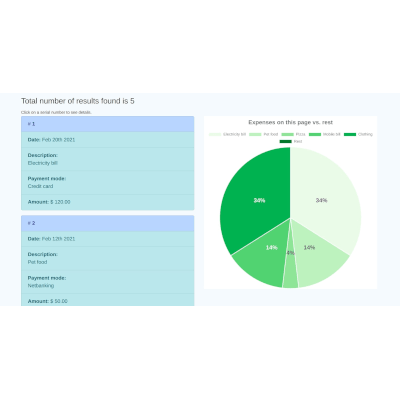 Total number of results found is 5
Click on a serial number to see details.
# 1
Date: Feb 20th 2021
Description:
Electricity bill
Payment mode:
Credit card
Amount: $ 120.00
# 2
Date: Feb 12th 2021
Description:
Pet food
Payment mode:
Netbanking
Amount: $ 50.00
Expenses on this page vs. rest
Electricity bill Pet food Pizza Mobile bill Clothing
Rest
34% 34%
14% 4% 14%